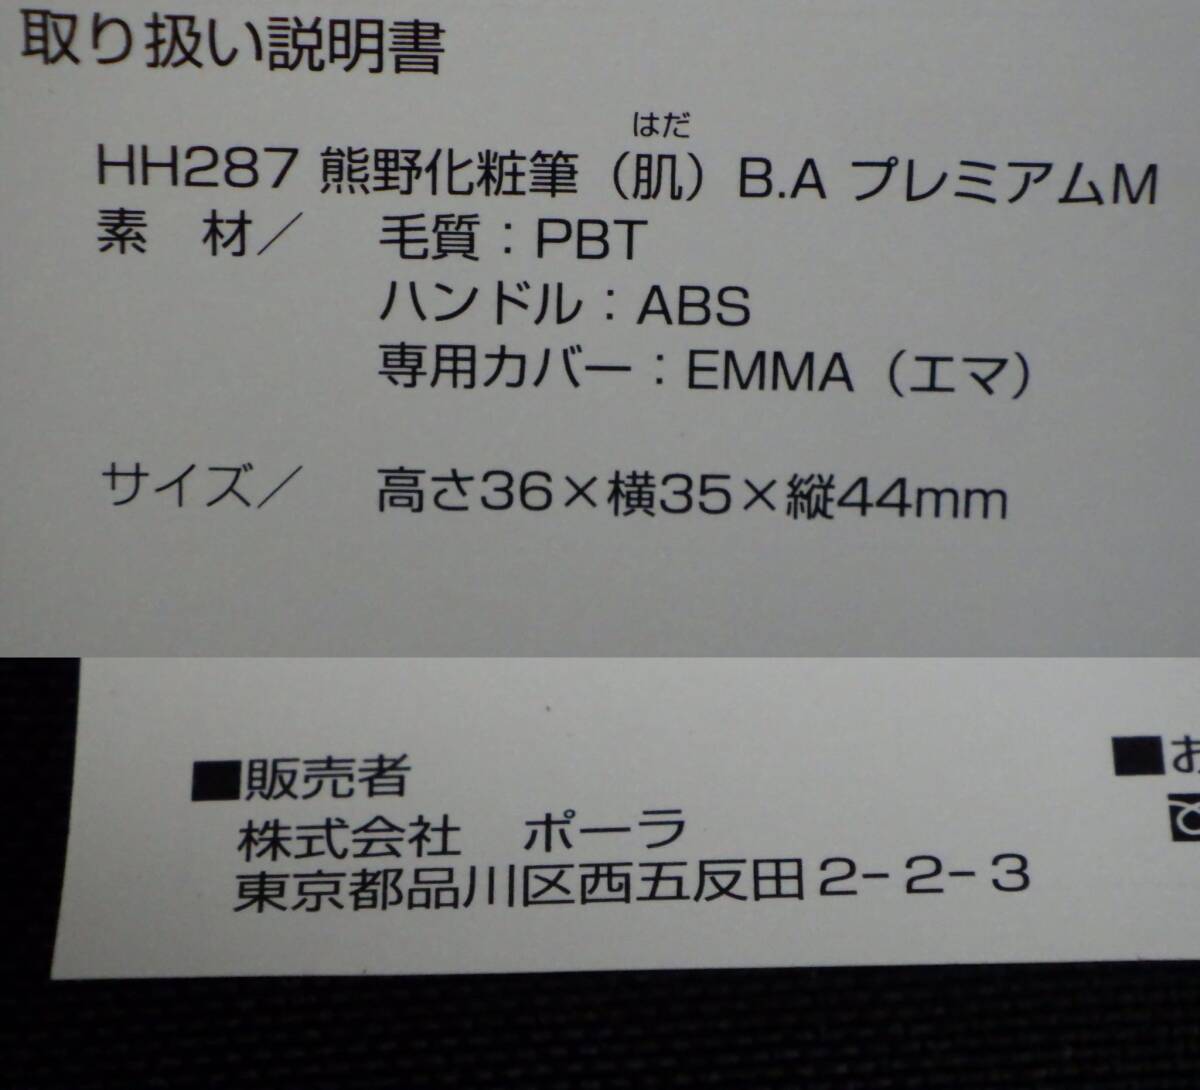 取り扱い説明書
はだ
HH287 熊野化粧筆（肌）B.A プレミアムM
素　材／　毛質：PBT
ハンドル：ABS
専用カバー：EMMA（エマ）
サイズ／　高さ36×横35×縦44mm
■販売者
株式会社　ポーラ
東京都品川区西五反田2-2-3
■お